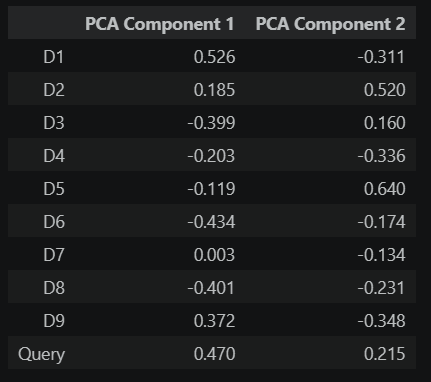 PCA Component 1 PCA Component 2
D1 0.526 -0.311
D2 0.185 0.520
D3 -0.399 0.160
D4 -0.203 -0.336
D5 -0.119 0.640
D6 -0.434 -0.174
D7 0.003 -0.134
D8 -0.401 -0.231
D9 0.372 -0.348
Query 0.470 0.215